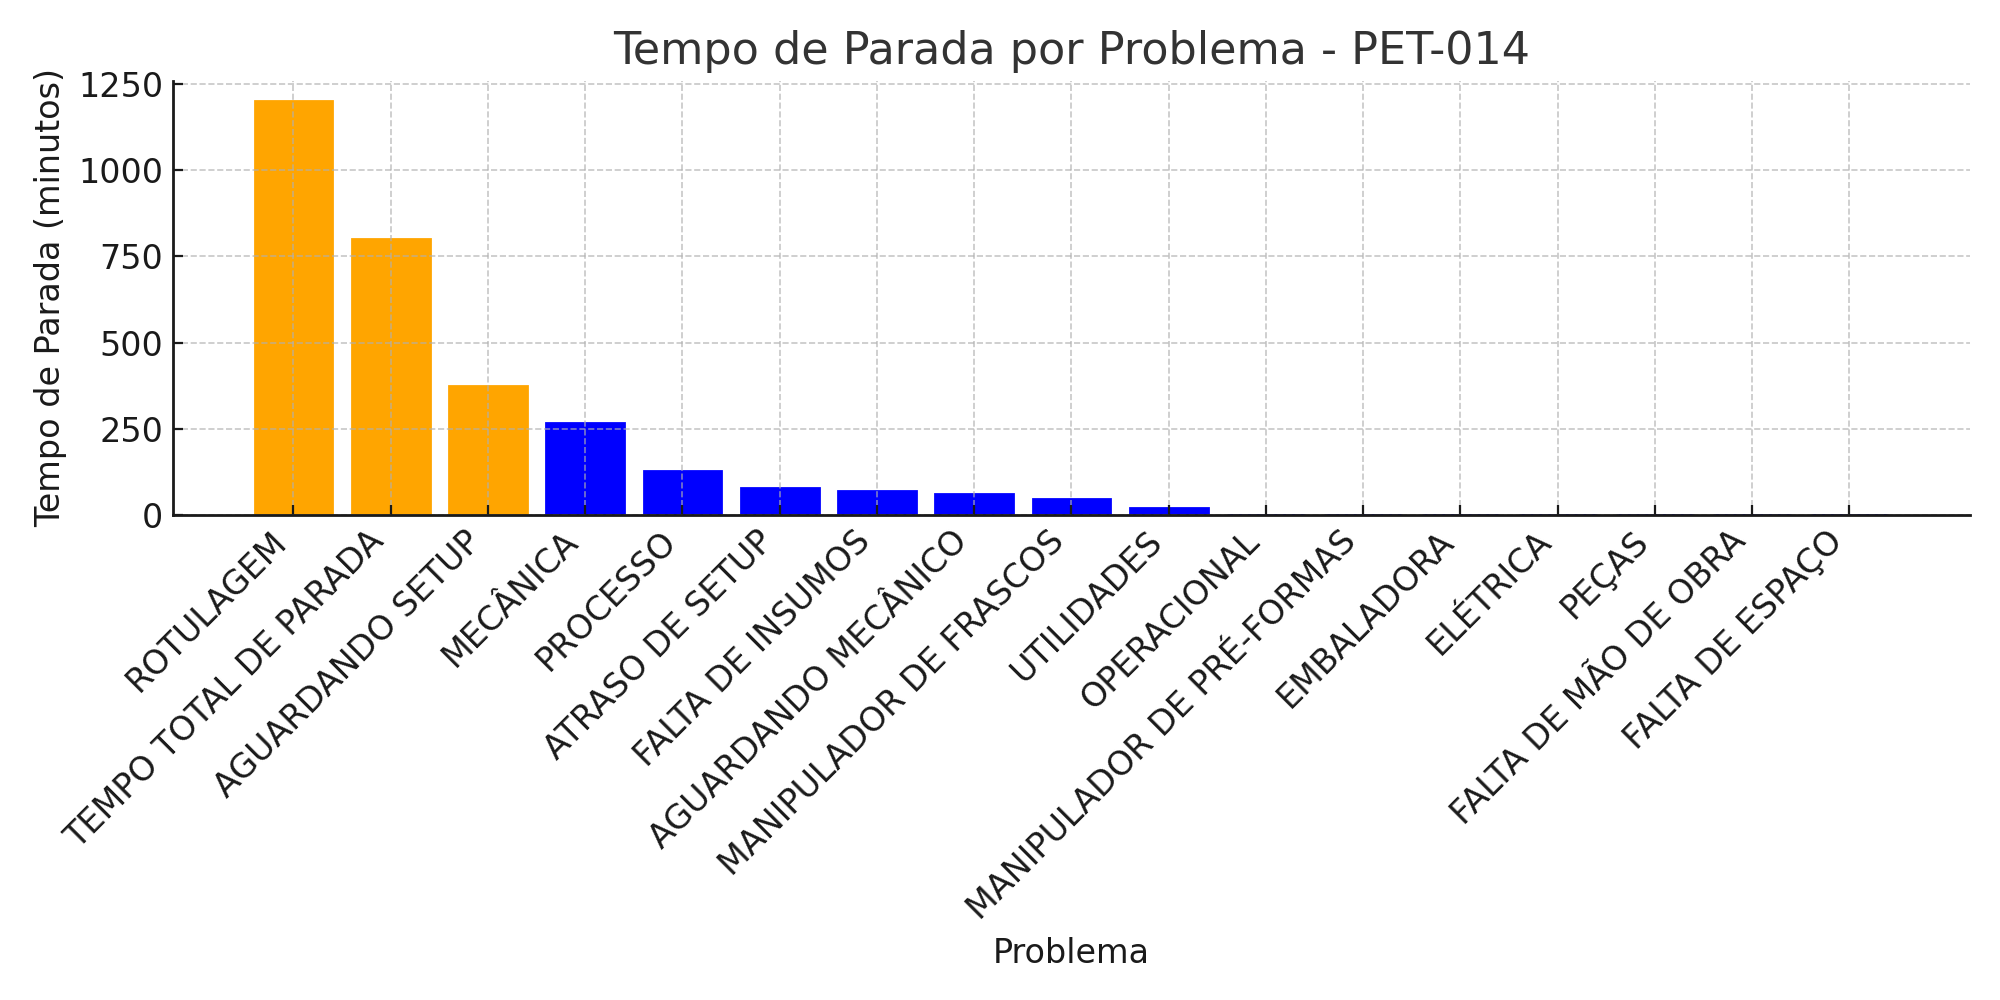 Tempo de Parada por Problema - PET-014
Tempo de Parada (minutos)
1250
1000
750
500
250
0
ROTULAGEM
TEMPO TOTAL DE PARADA
AGUARDANDO SETUP
MECÂNICA
PROCESSO
ATRASO DE SETUP
FALTA DE INSUMOS
AGUARDANDO MECÂNICO
MANIPULADOR DE FRASCOS
UTILIDADES
OPERACIONAL
MANIPULADOR DE PRÉ-FORMAS
EMBALADORA
ELÉTRICA
PEÇAS
FALTA DE MÃO DE OBRA
FALTA DE ESPAÇO
Problema